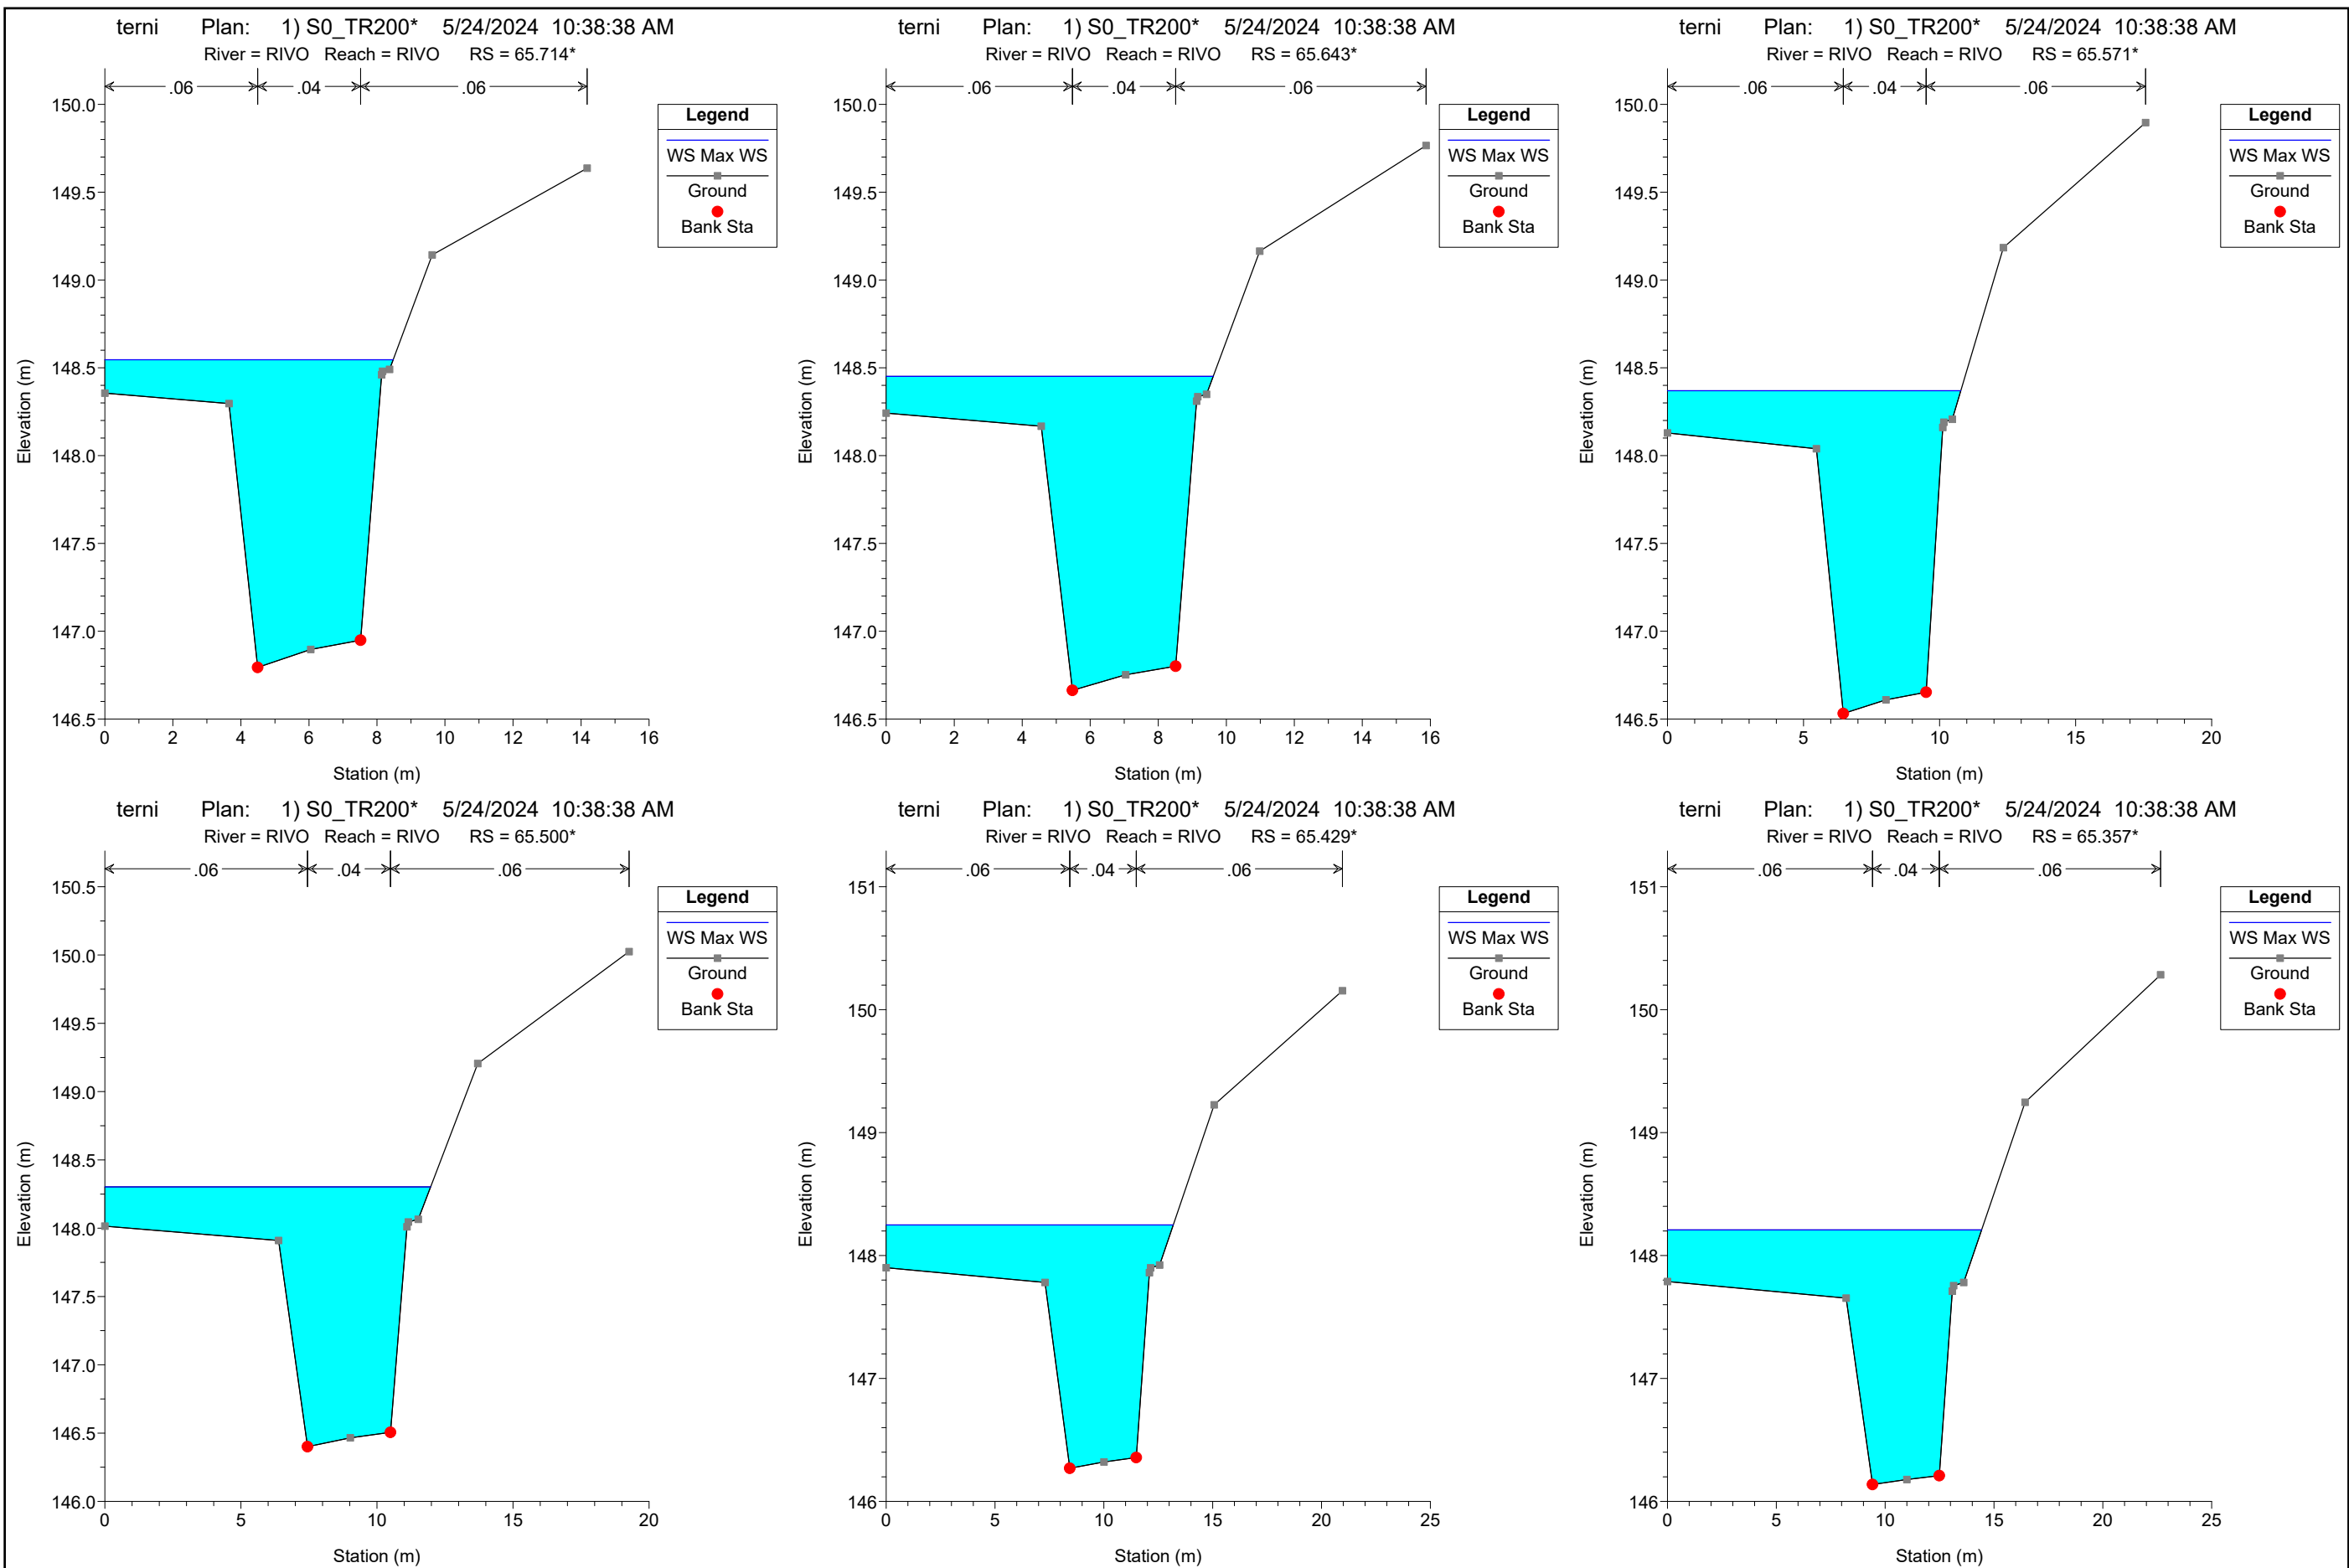 terni Plan: 1) S0_TR200* 5/24/2024 10:38:38 AM
River = RIVO Reach = RIVO RS = 65.714*
.06 .04 .06
Legend
WS Max WS
Ground
Bank Sta
150.0
149.5
149.0
148.5
148.0
147.5
147.0
146.5
Elevation (m)
0 2 4 6 8 10 12 14 16
Station (m)
terni Plan: 1) S0_TR200* 5/24/2024 10:38:38 AM
River = RIVO Reach = RIVO RS = 65.643*
.06 .04 .06
Legend
WS Max WS
Ground
Bank Sta
150.0
149.5
149.0
148.5
148.0
147.5
147.0
146.5
Elevation (m)
0 2 4 6 8 10 12 14 16
Station (m)
terni Plan: 1) S0_TR200* 5/24/2024 10:38:38 AM
River = RIVO Reach = RIVO RS = 65.571*
.06 .04 .06
Legend
WS Max WS
Ground
Bank Sta
150.0
149.5
149.0
148.5
148.0
147.5
147.0
146.5
Elevation (m)
0 5 10 15 20
Station (m)
terni Plan: 1) S0_TR200* 5/24/2024 10:38:38 AM
River = RIVO Reach = RIVO RS = 65.500*
.06 .04 .06
Legend
WS Max WS
Ground
Bank Sta
150.5
150.0
149.5
149.0
148.5
148.0
147.5
147.0
146.5
146.0
Elevation (m)
0 5 10 15 20
Station (m)
terni Plan: 1) S0_TR200* 5/24/2024 10:38:38 AM
River = RIVO Reach = RIVO RS = 65.429*
.06 .04 .06
Legend
WS Max WS
Ground
Bank Sta
151
150
149
148
147
146
Elevation (m)
0 5 10 15 20 25
Station (m)
terni Plan: 1) S0_TR200* 5/24/2024 10:38:38 AM
River = RIVO Reach = RIVO RS = 65.357*
.06 .04 .06
Legend
WS Max WS
Ground
Bank Sta
151
150
149
148
147
146
Elevation (m)
0 5 10 15 20 25
Station (m)